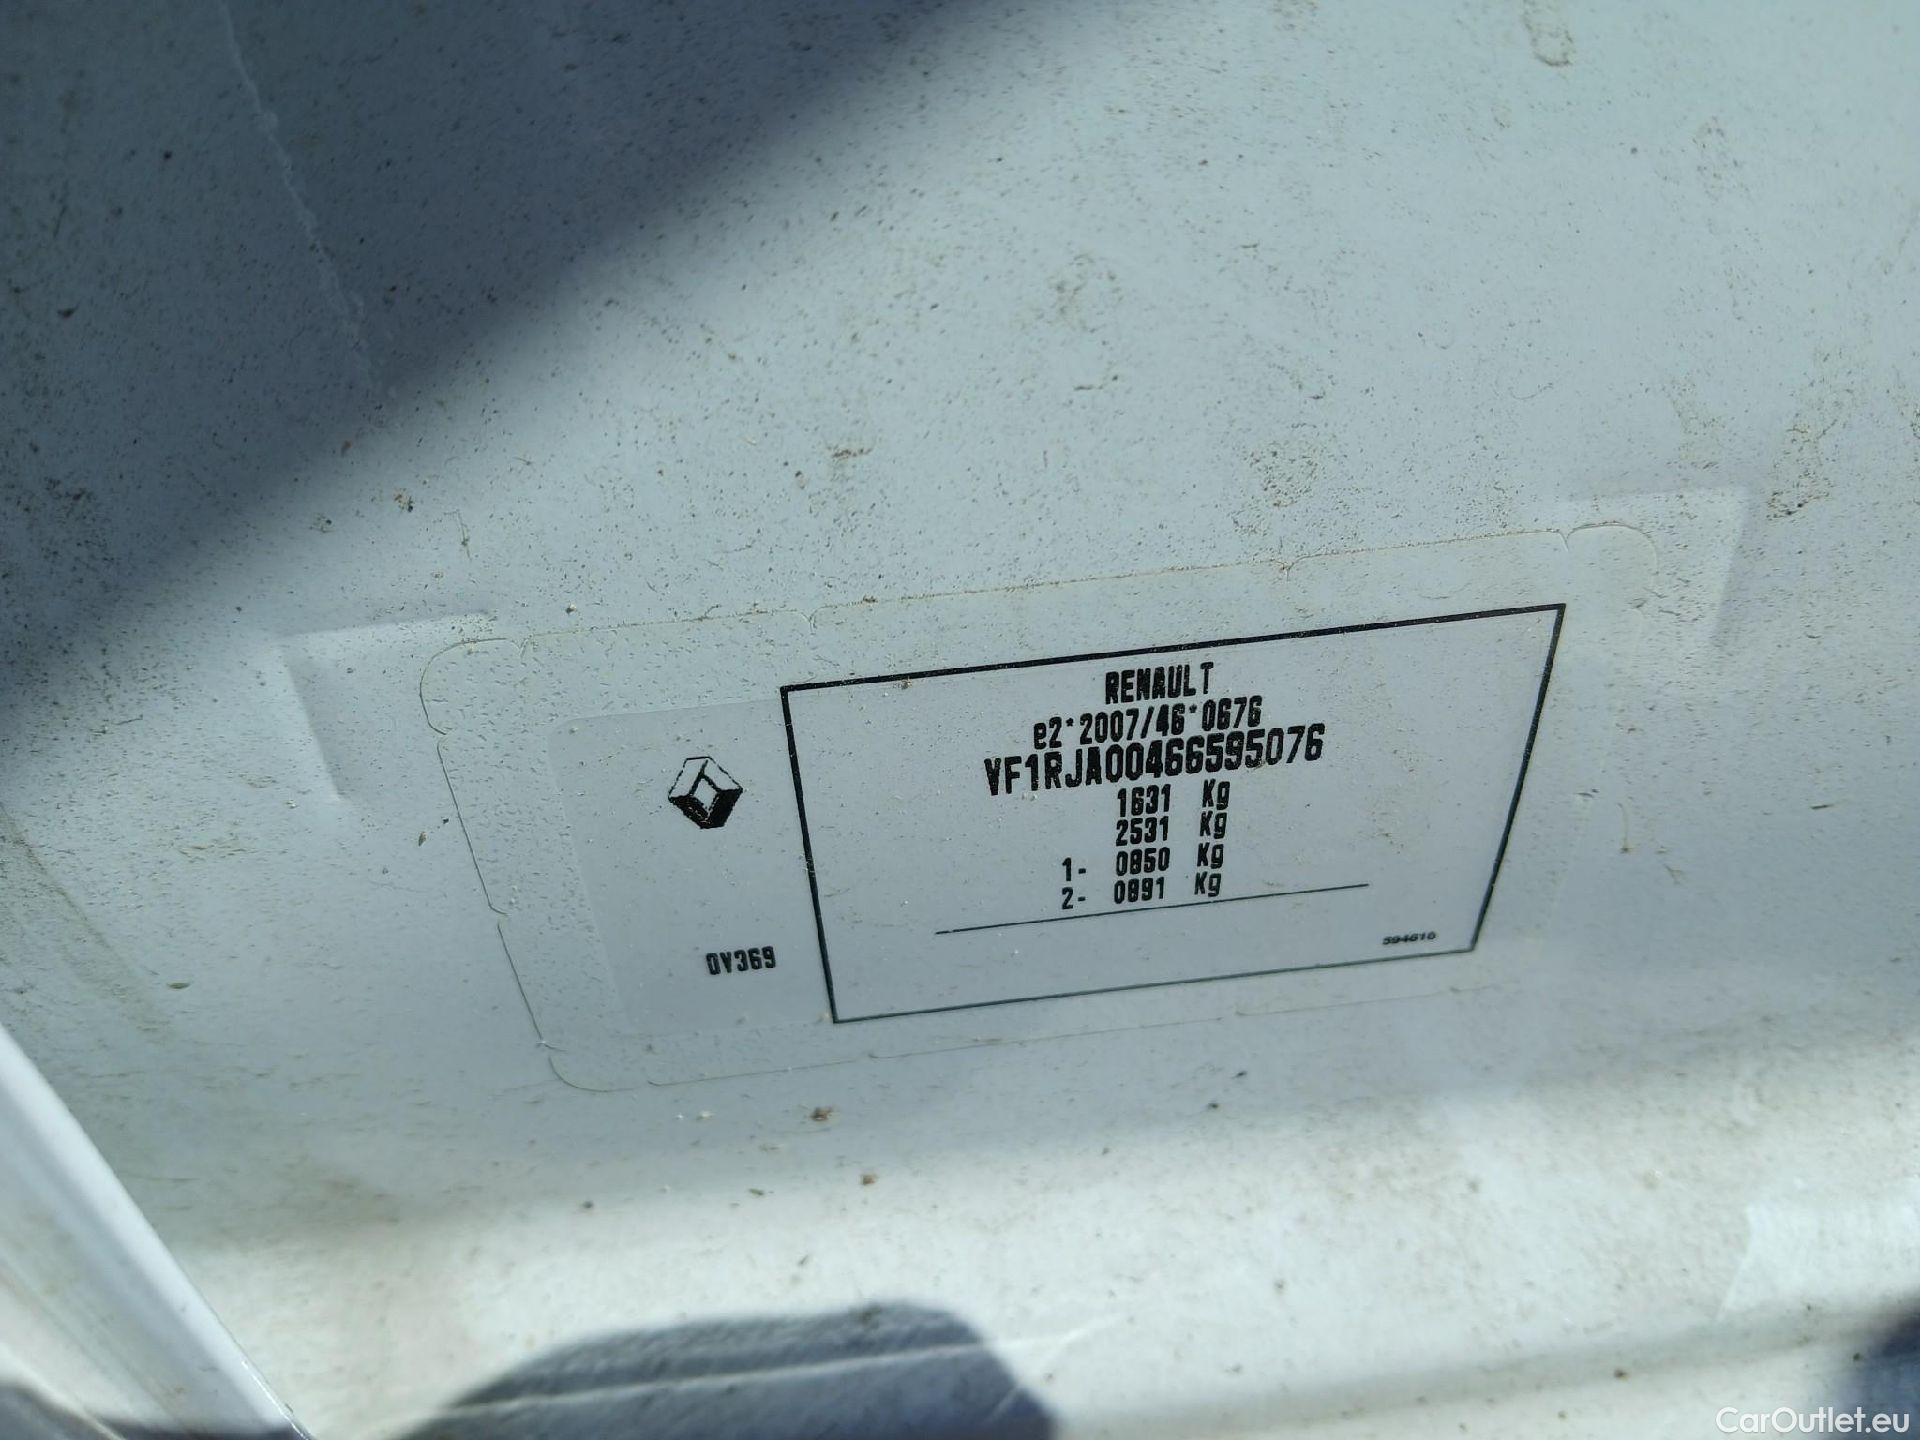 RENAULT
e2*2007/46*0676
VF1RJA00466595076
1631 Kg
2531 Kg
1- 0850 Kg
2- 0891 Kg
0V369
594616
CarOutlet.eu